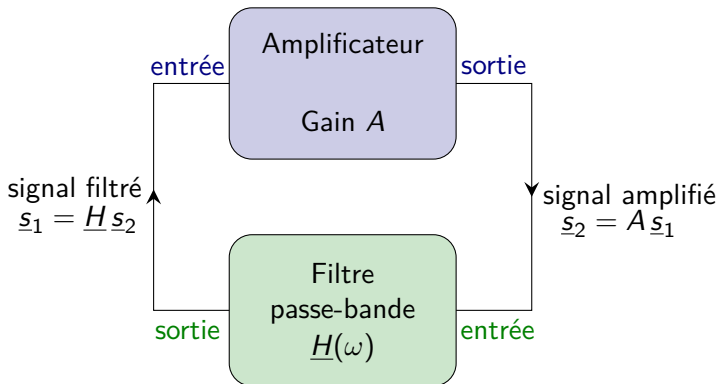 Amplificateur
Gain A
entrée
sortie
signal filtré
s̲₁ = H̲ s̲₂
signal amplifié
s̲₂ = A s̲₁
Filtre
passe-bande
H̲(ω)
sortie
entrée